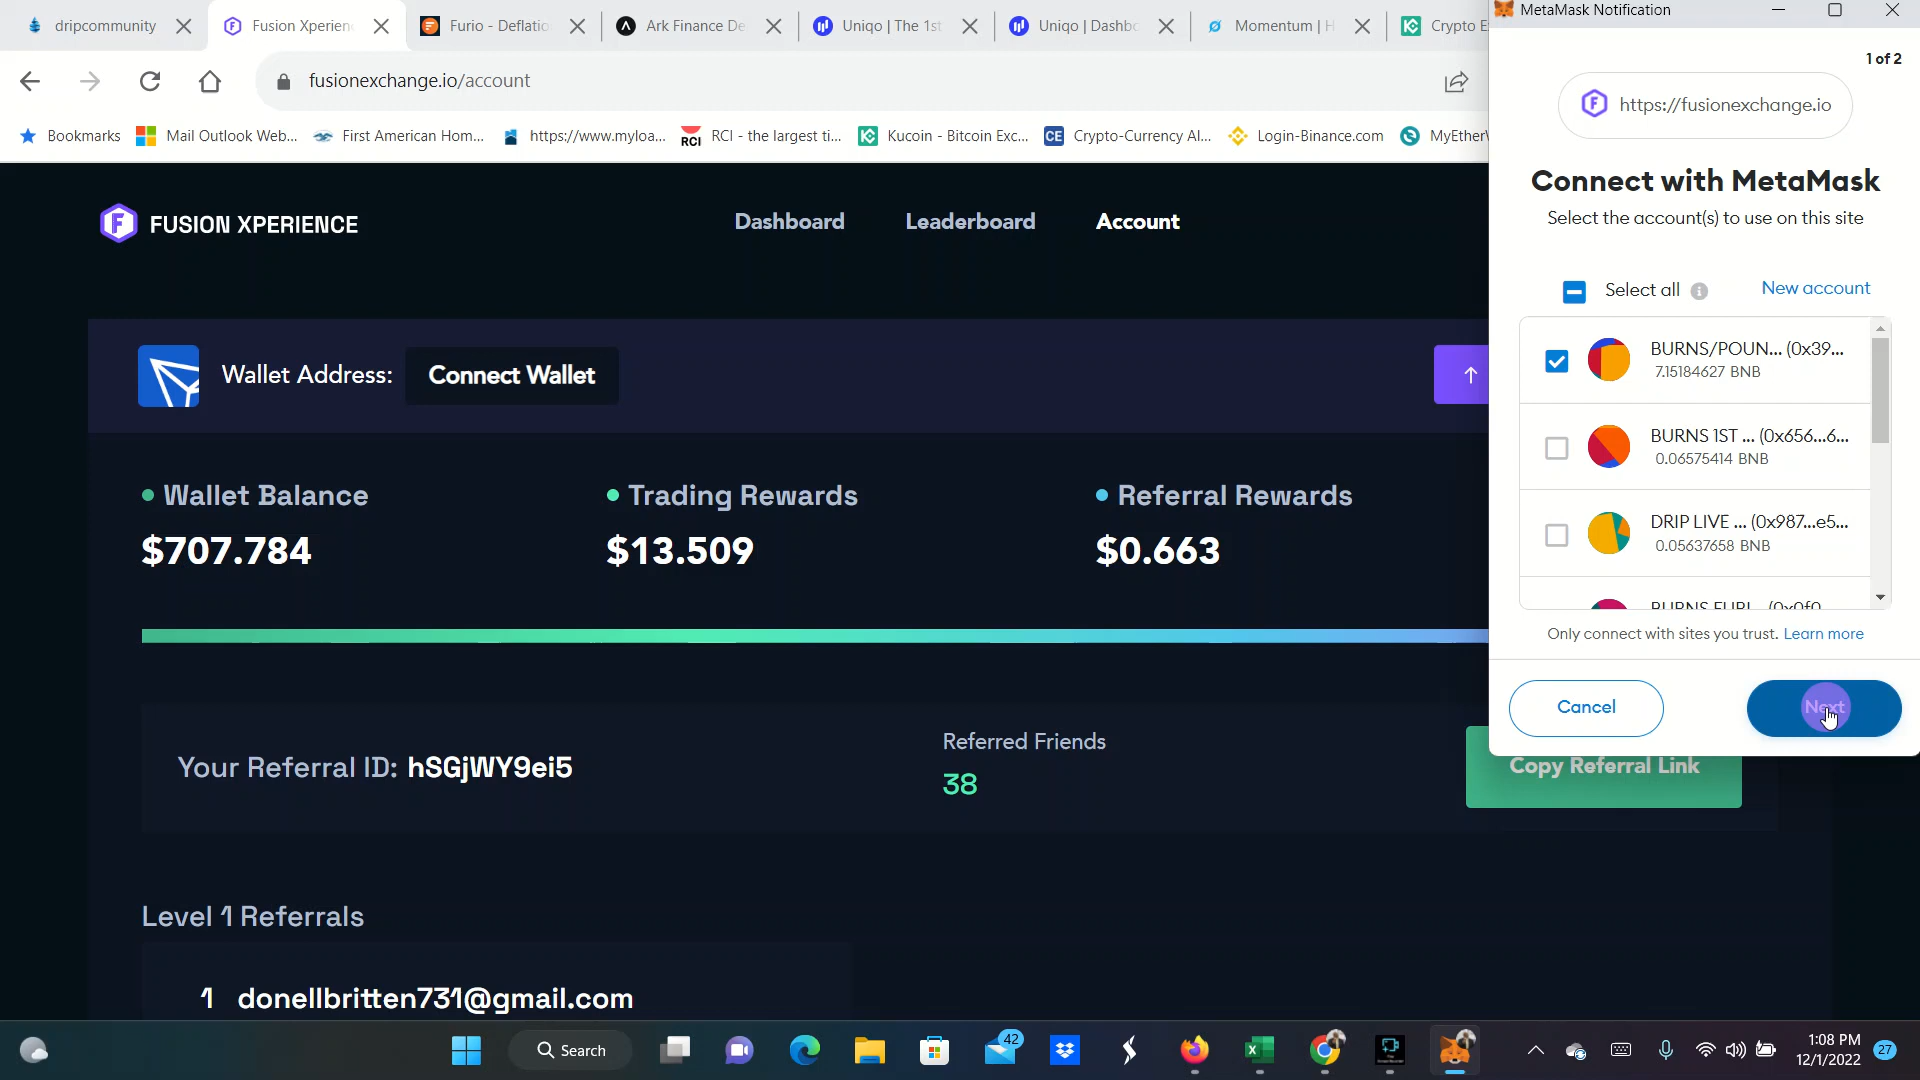 dripcommunity
Fusion Xperien
Furio - Deflatio
Ark Finance De
Uniqo | The 1st
Uniqo | Dashbo
Momentum | H
Crypto E
MetaMask Notification
fusionexchange.io/account
Bookmarks
Mail Outlook Web...
First American Hom...
https://www.myloa...
RCI
RCI - the largest ti...
Kucoin - Bitcoin Exc...
CE
Crypto-Currency Al...
Login-Binance.com
MyEtherW
1 of 2
https://fusionexchange.io
Connect with MetaMask
Select the account(s) to use on this site
Select all
New account
BURNS/POUN... (0x39...
7.15184627 BNB
BURNS 1ST ... (0x656...6...
0.06575414 BNB
DRIP LIVE ... (0x987...e5...
0.05637658 BNB
BURNS FURI... (0x0f0...
Only connect with sites you trust. Learn more
Cancel
Next
FUSION XPERIENCE
Dashboard
Leaderboard
Account
Wallet Address:
Connect Wallet
Wallet Balance
$707.784
Trading Rewards
$13.509
Referral Rewards
$0.663
Your Referral ID: hSGjWY9ei5
Referred Friends
38
Copy Referral Link
Level 1 Referrals
1 donellbritten731@gmail.com
Search
42
1:08 PM
12/1/2022
27